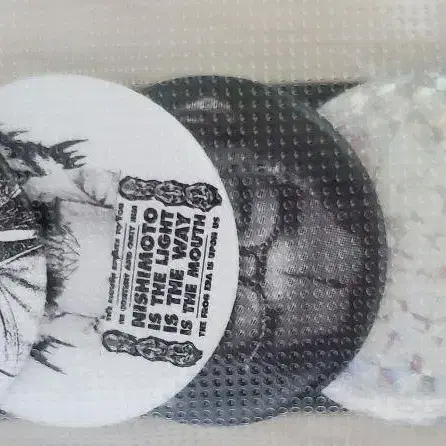 NISHIMOTO
IS THE LIGHT
IS THE WAY
IS THE MOUTH
THE FROG ERA IS UPON US